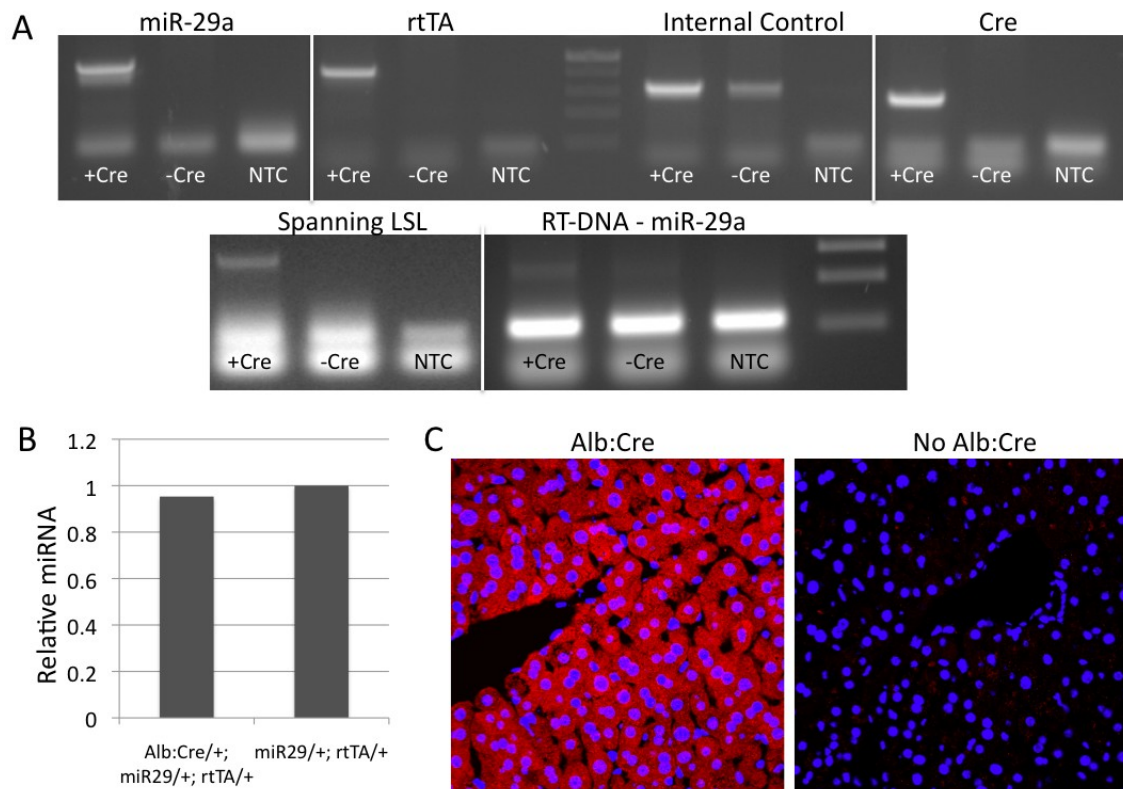 A
miR-29a rtTA Internal Control Cre
+Cre -Cre NTC +Cre -Cre NTC +Cre -Cre NTC +Cre -Cre NTC
Spanning LSL RT-DNA - miR-29a
+Cre -Cre NTC +Cre -Cre NTC
B
Relative miRNA
1.2
1
0.8
0.6
0.4
0.2
0
Alb:Cre/+;
miR29/+; rtTA/+
miR29/+; rtTA/+
C
Alb:Cre No Alb:Cre